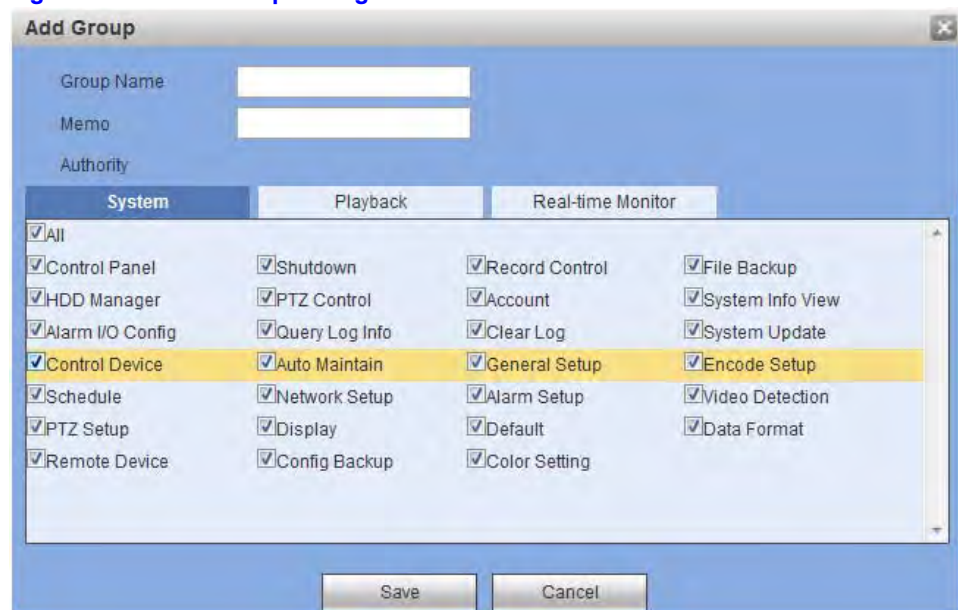 Add Group
Group Name
Memo
Authority
System Playback Real-time Monitor
All
Control Panel Shutdown Record Control File Backup
HDD Manager PTZ Control Account System Info View
Alarm I/O Config Query Log Info Clear Log System Update
Control Device Auto Maintain General Setup Encode Setup
Schedule Network Setup Alarm Setup Video Detection
PTZ Setup Display Default Data Format
Remote Device Config Backup Color Setting
Save Cancel